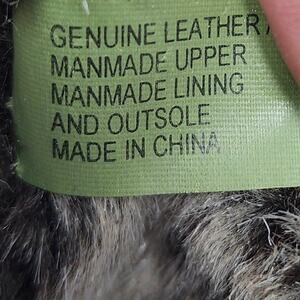 GENUINE LEATHER /
MANMADE UPPER
MANMADE LINING
AND OUTSOLE
MADE IN CHINA